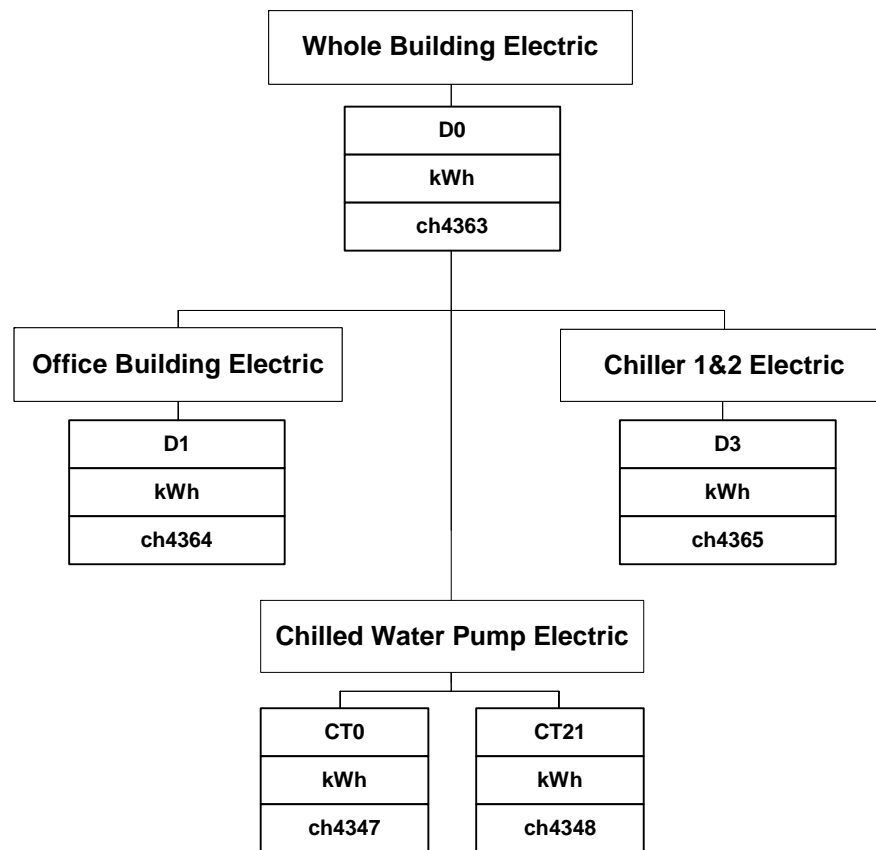 Whole Building Electric
D0
kWh
ch4363
Office Building Electric
D1
kWh
ch4364
Chiller 1&2 Electric
D3
kWh
ch4365
Chilled Water Pump Electric
CT0
kWh
ch4347
CT21
kWh
ch4348